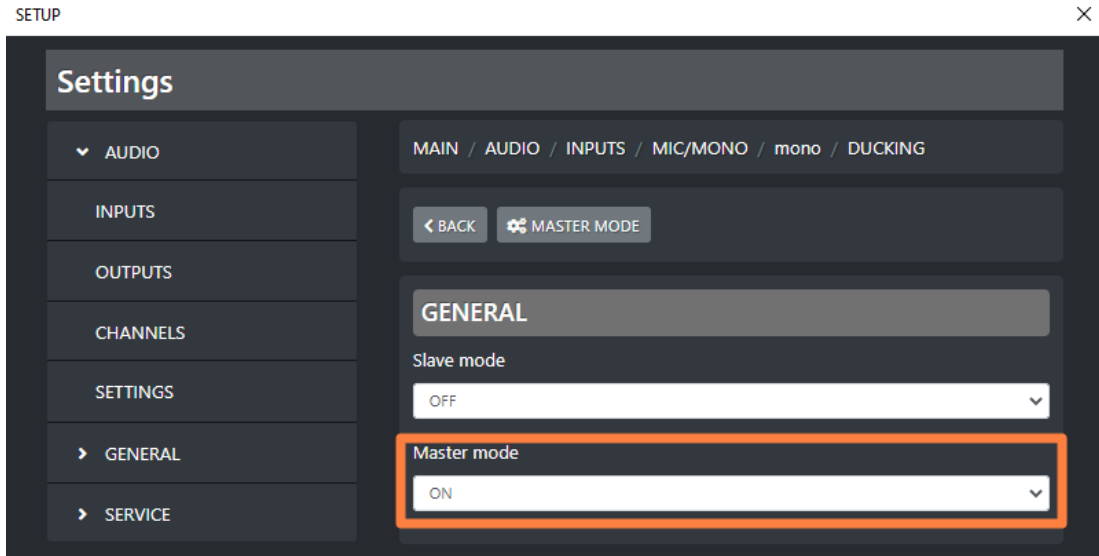 SETUP
Settings
AUDIO
INPUTS
OUTPUTS
CHANNELS
SETTINGS
GENERAL
SERVICE
MAIN / AUDIO / INPUTS / MIC/MONO / mono / DUCKING
BACK MASTER MODE
GENERAL
Slave mode
OFF
Master mode
ON